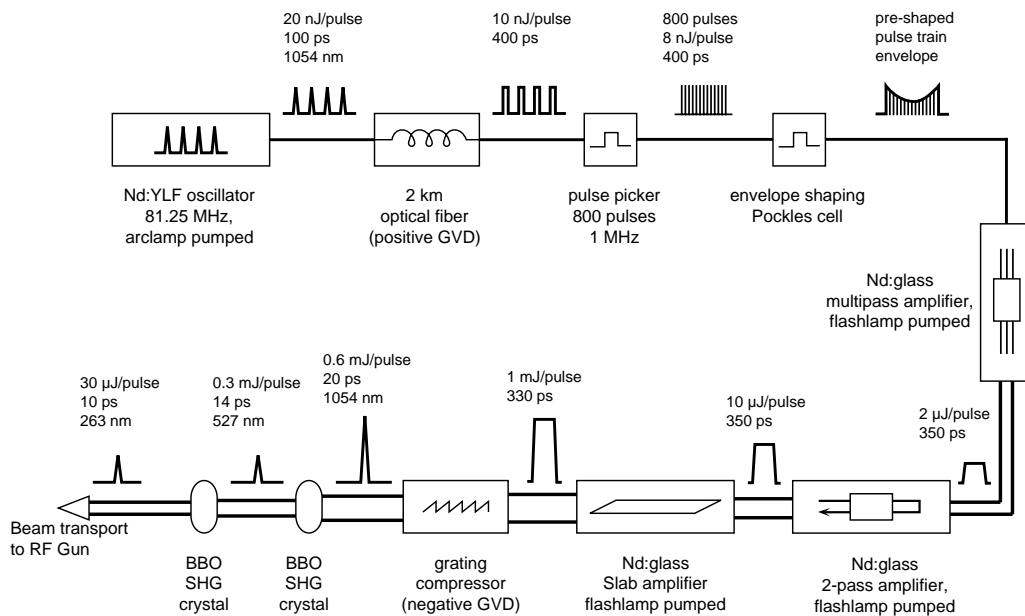 20 nJ/pulse
100 ps
1054 nm
10 nJ/pulse
400 ps
800 pulses
8 nJ/pulse
400 ps
pre-shaped
pulse train
envelope
Nd:YLF oscillator
81.25 MHz,
arclamp pumped
2 km
optical fiber
(positive GVD)
pulse picker
800 pulses
1 MHz
envelope shaping
Pockles cell
Nd:glass
multipass amplifier,
flashlamp pumped
30 µJ/pulse
10 ps
263 nm
0.3 mJ/pulse
14 ps
527 nm
0.6 mJ/pulse
20 ps
1054 nm
1 mJ/pulse
330 ps
10 µJ/pulse
350 ps
2 µJ/pulse
350 ps
Beam transport
to RF Gun
BBO
SHG
crystal
BBO
SHG
crystal
grating
compressor
(negative GVD)
Nd:glass
Slab amplifier
flashlamp pumped
Nd:glass
2-pass amplifier,
flashlamp pumped